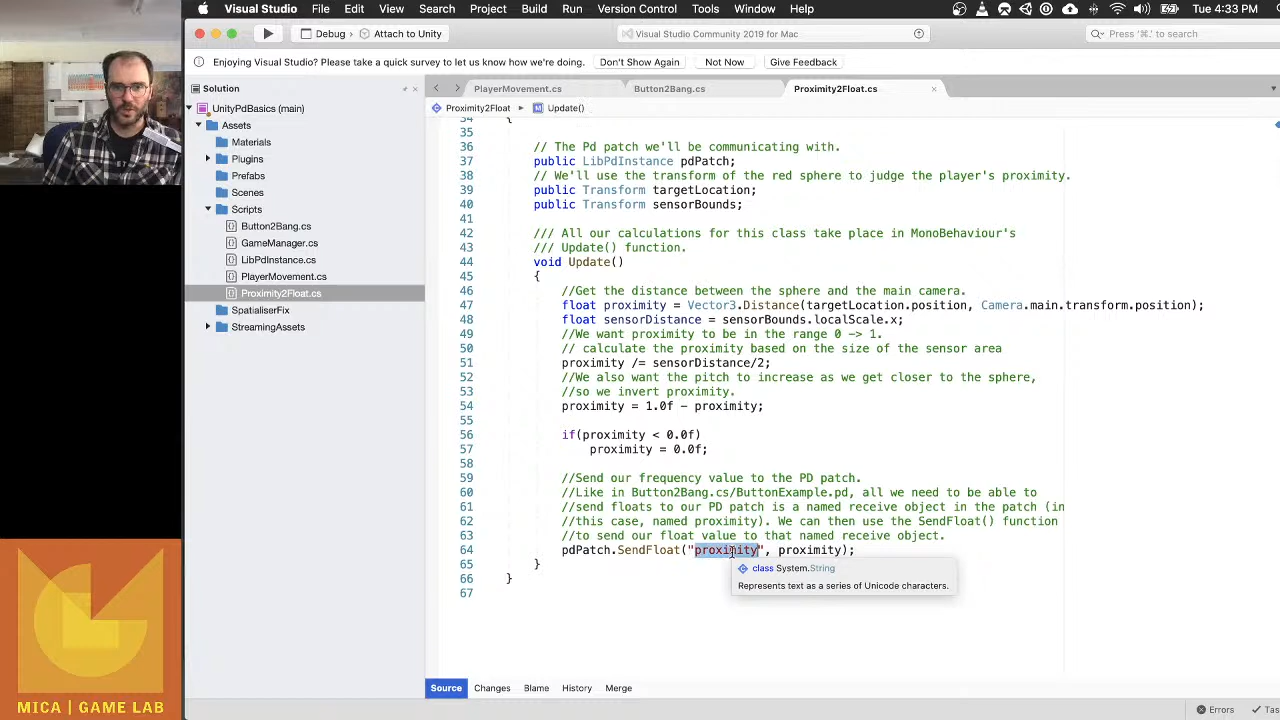 Visual Studio File Edit View Search Project Build Run Version Control Tools Window Help Tue 4:33 PM
Debug Attach to Unity Visual Studio Community 2019 for Mac Press '⌘.' to search
Enjoying Visual Studio? Please take a quick survey to let us know how we're doing. Don't Show Again Not Now Give Feedback
Solution PlayerMovement.cs Button2Bang.cs Proximity2Float.cs
UnityPdBasics (main) Proximity2Float Update()
Assets
Materials
Plugins
Prefabs
Scenes
Scripts
Button2Bang.cs
GameManager.cs
LibPdInstance.cs
PlayerMovement.cs
Proximity2Float.cs
SpatialiserFix
StreamingAssets
34 {
35
36 // The Pd patch we'll be communicating with.
37 public LibPdInstance pdPatch;
38 // We'll use the transform of the red sphere to judge the player's proximity.
39 public Transform targetLocation;
40 public Transform sensorBounds;
41
42 /// All our calculations for this class take place in MonoBehaviour's
43 /// Update() function.
44 void Update()
45 {
46 //Get the distance between the sphere and the main camera.
47 float proximity = Vector3.Distance(targetLocation.position, Camera.main.transform.position);
48 float sensorDistance = sensorBounds.localScale.x;
49 //We want proximity to be in the range 0 -> 1.
50 // calculate the proximity based on the size of the sensor area
51 proximity /= sensorDistance/2;
52 //We also want the pitch to increase as we get closer to the sphere,
53 //so we invert proximity.
54 proximity = 1.0f - proximity;
55
56 if(proximity < 0.0f)
57 proximity = 0.0f;
58
59 //Send our frequency value to the PD patch.
60 //Like in Button2Bang.cs/ButtonExample.pd, all we need to be able to
61 //send floats to our PD patch is a named receive object in the patch (in
62 //this case, named proximity). We can then use the SendFloat() function
63 //to send our float value to that named receive object.
64 pdPatch.SendFloat("proximity", proximity);
65 }
66 }
67
class System.String
Represents text as a series of Unicode characters.
Source Changes Blame History Merge
MICA | GAME LAB
Errors